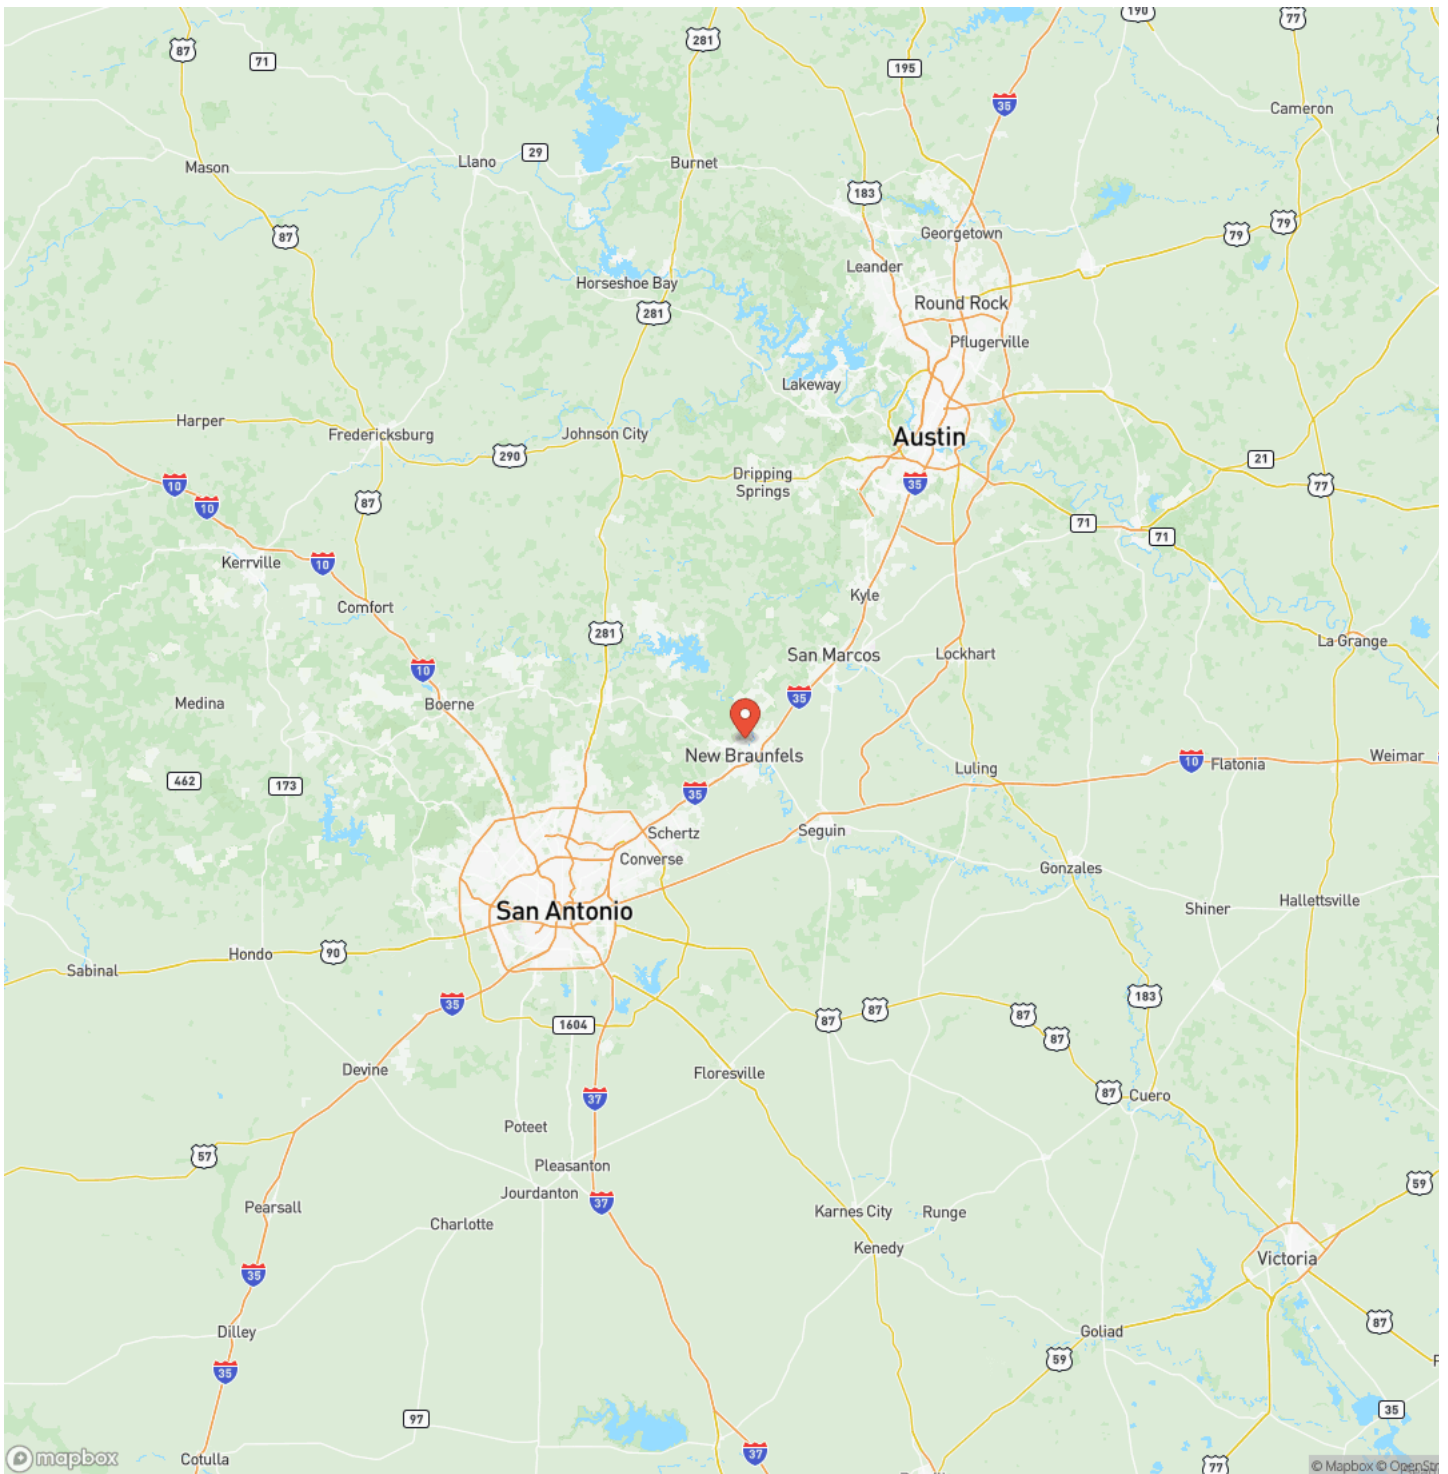 190
77
87
281
71
195
35
Cameron
29
Llano
Burnet
Mason
183
79
79
87
Georgetown
Leander
Horseshoe Bay
Round Rock
281
Pflugerville
Lakeway
Harper
Fredericksburg
Johnson City
Austin
290
21
Dripping
Springs
10
35
77
87
10
71
71
Kerrville
10
Kyle
Comfort
281
La Grange
San Marcos
Lockhart
10
35
Medina
Boerne
New Braunfels
Weimar
10
Flatonia
Luling
462
173
35
Schertz
Seguin
Converse
Gonzales
Hallettsville
Shiner
San Antonio
90
Hondo
Sabinal
183
35
87
87
87
1604
87
Devine
Floresville
87
Cuero
37
Poteet
57
Pleasanton
Jourdanton
59
37
Pearsall
Karnes City
Runge
Charlotte
Kenedy
Victoria
35
87
Dilley
Goliad
59
35
35
97
37
Cotulla
77
mapbox
© Mapbox © OpenStr